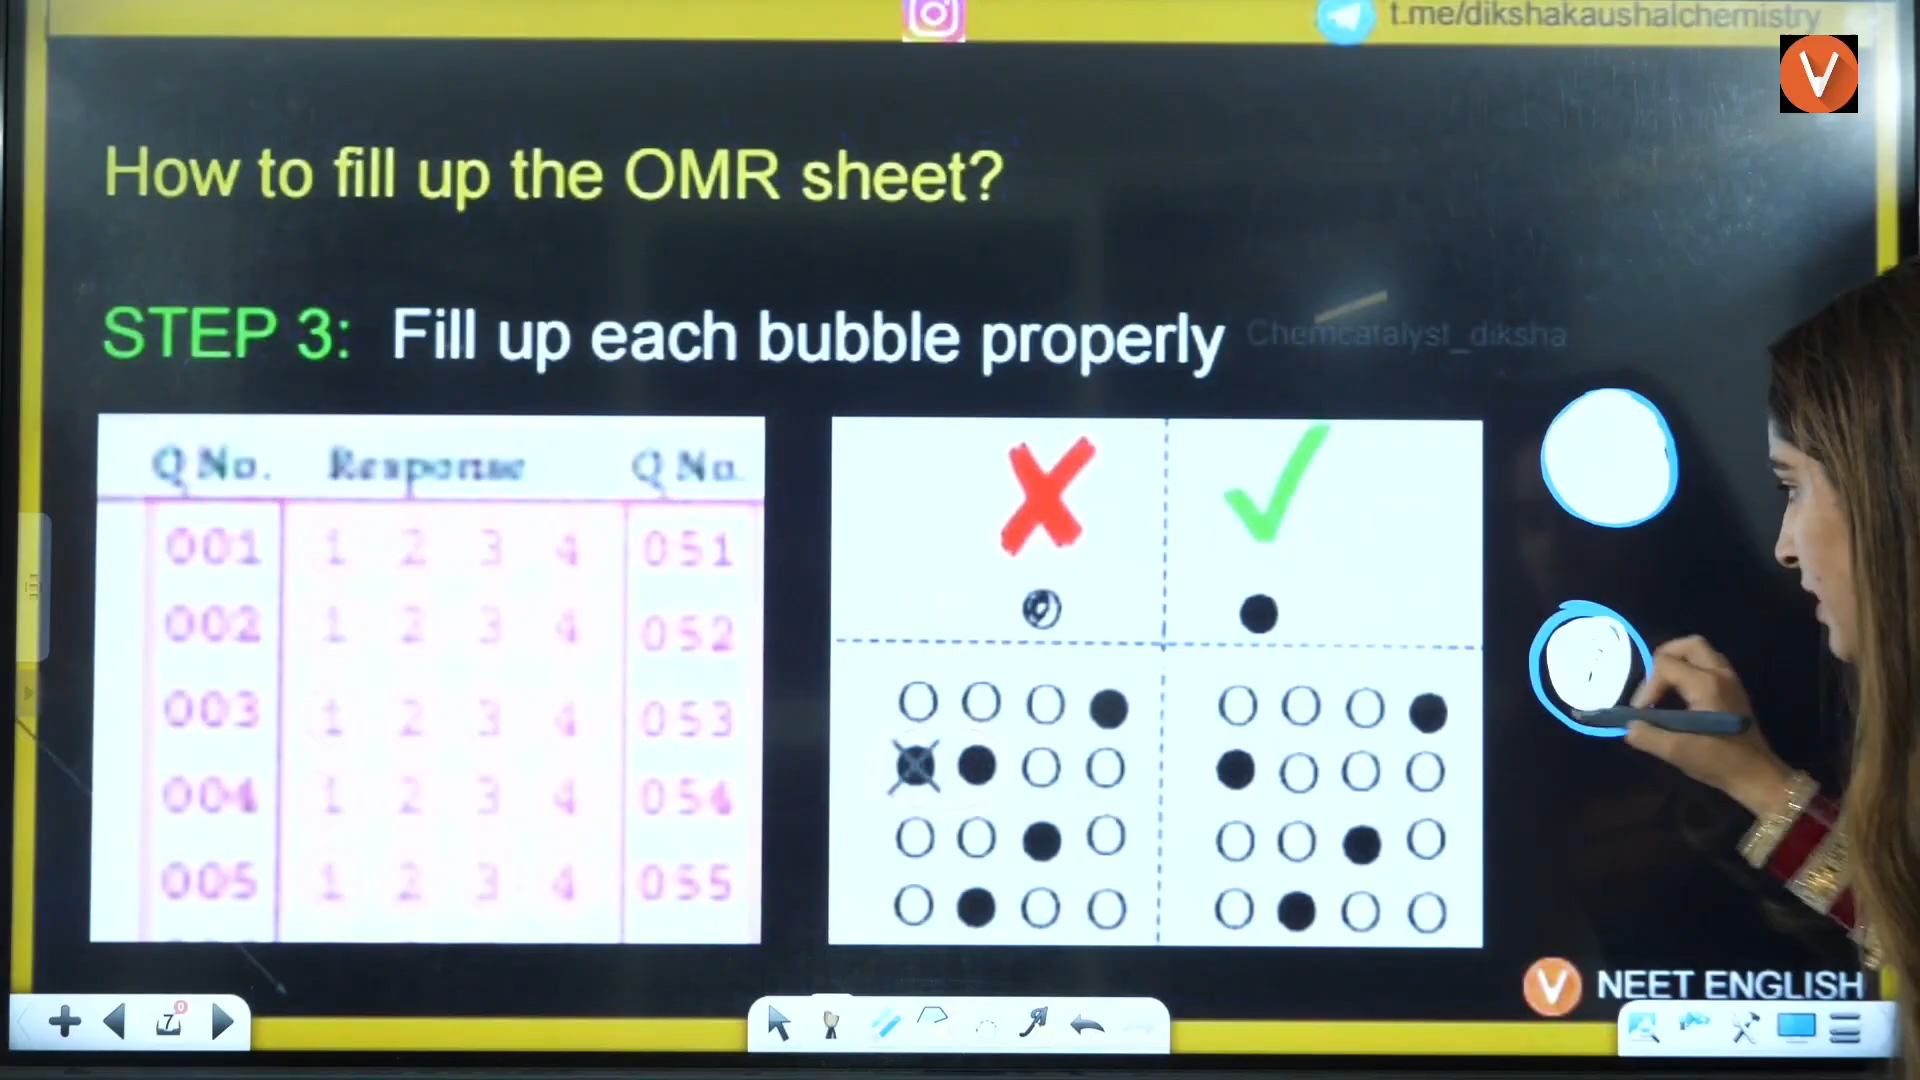 t.me/dikshakaushalchemistry
How to fill up the OMR sheet?
STEP 3: Fill up each bubble properly
Chemcatalyst_diksha
Q No. Response Q No.
001 1 2 3 4 051
002 1 2 3 4 052
003 1 2 3 4 053
004 1 2 3 4 054
005 1 2 3 4 055
NEET ENGLISH
7
0